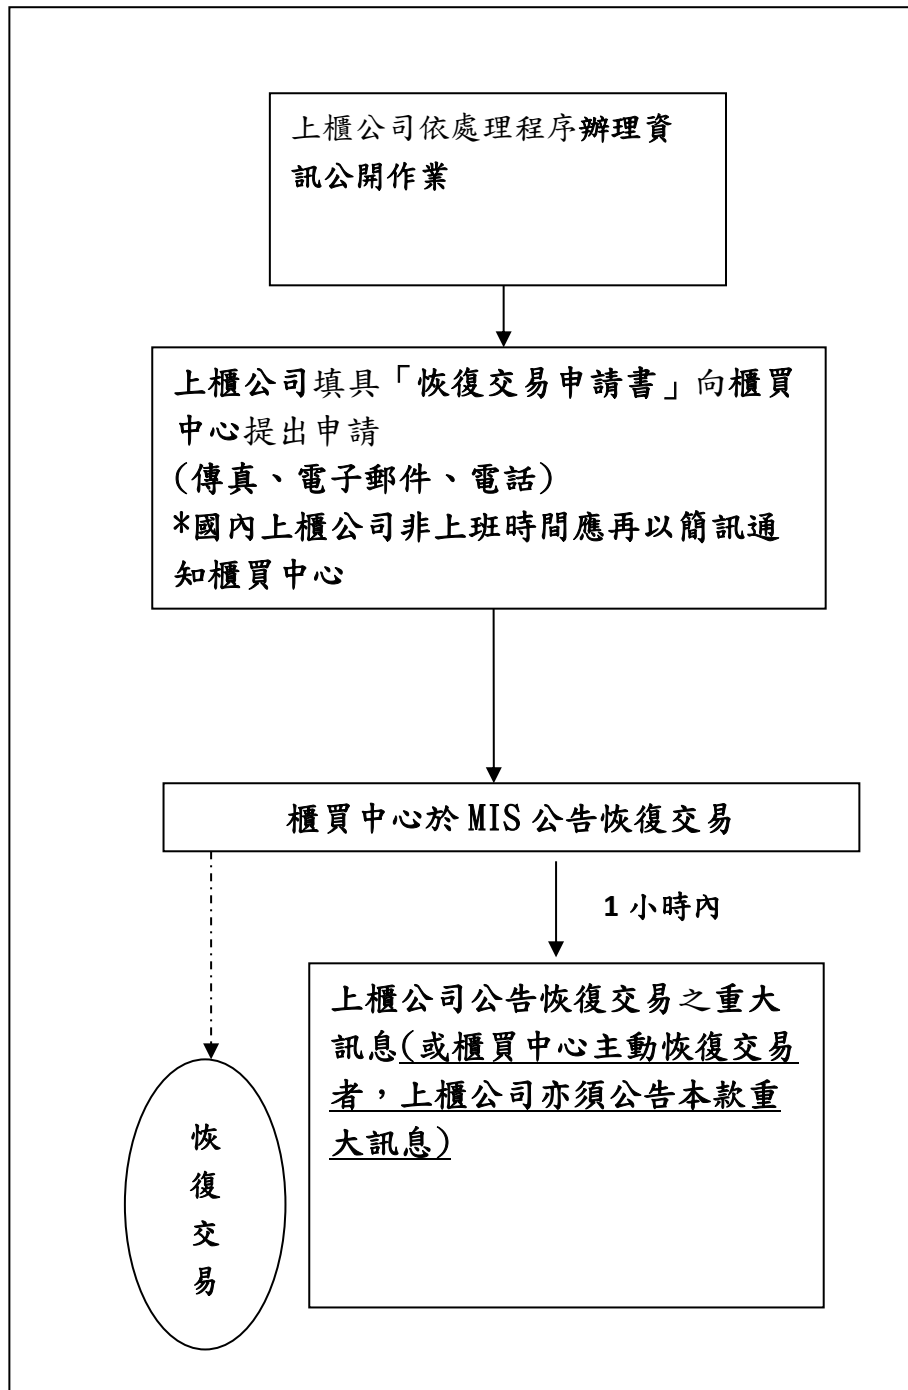 上櫃公司依處理程序辦理資
訊公開作業
上櫃公司填具「恢復交易申請書」向櫃買
中心提出申請
(傳真、電子郵件、電話)
*國內上櫃公司非上班時間應再以簡訊通
知櫃買中心
櫃買中心於 MIS 公告恢復交易
1 小時內
上櫃公司公告恢復交易之重大
訊息(或櫃買中心主動恢復交易
者，上櫃公司亦須公告本款重
大訊息)
恢
復
交
易